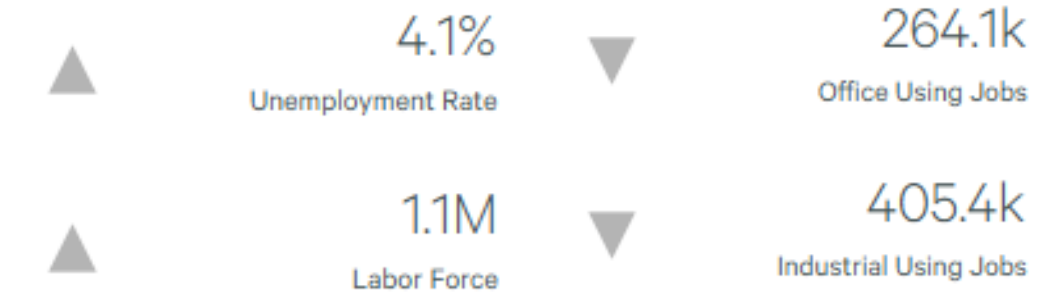 4.1%
Unemployment Rate
264.1k
Office Using Jobs
1.1M
Labor Force
405.4k
Industrial Using Jobs